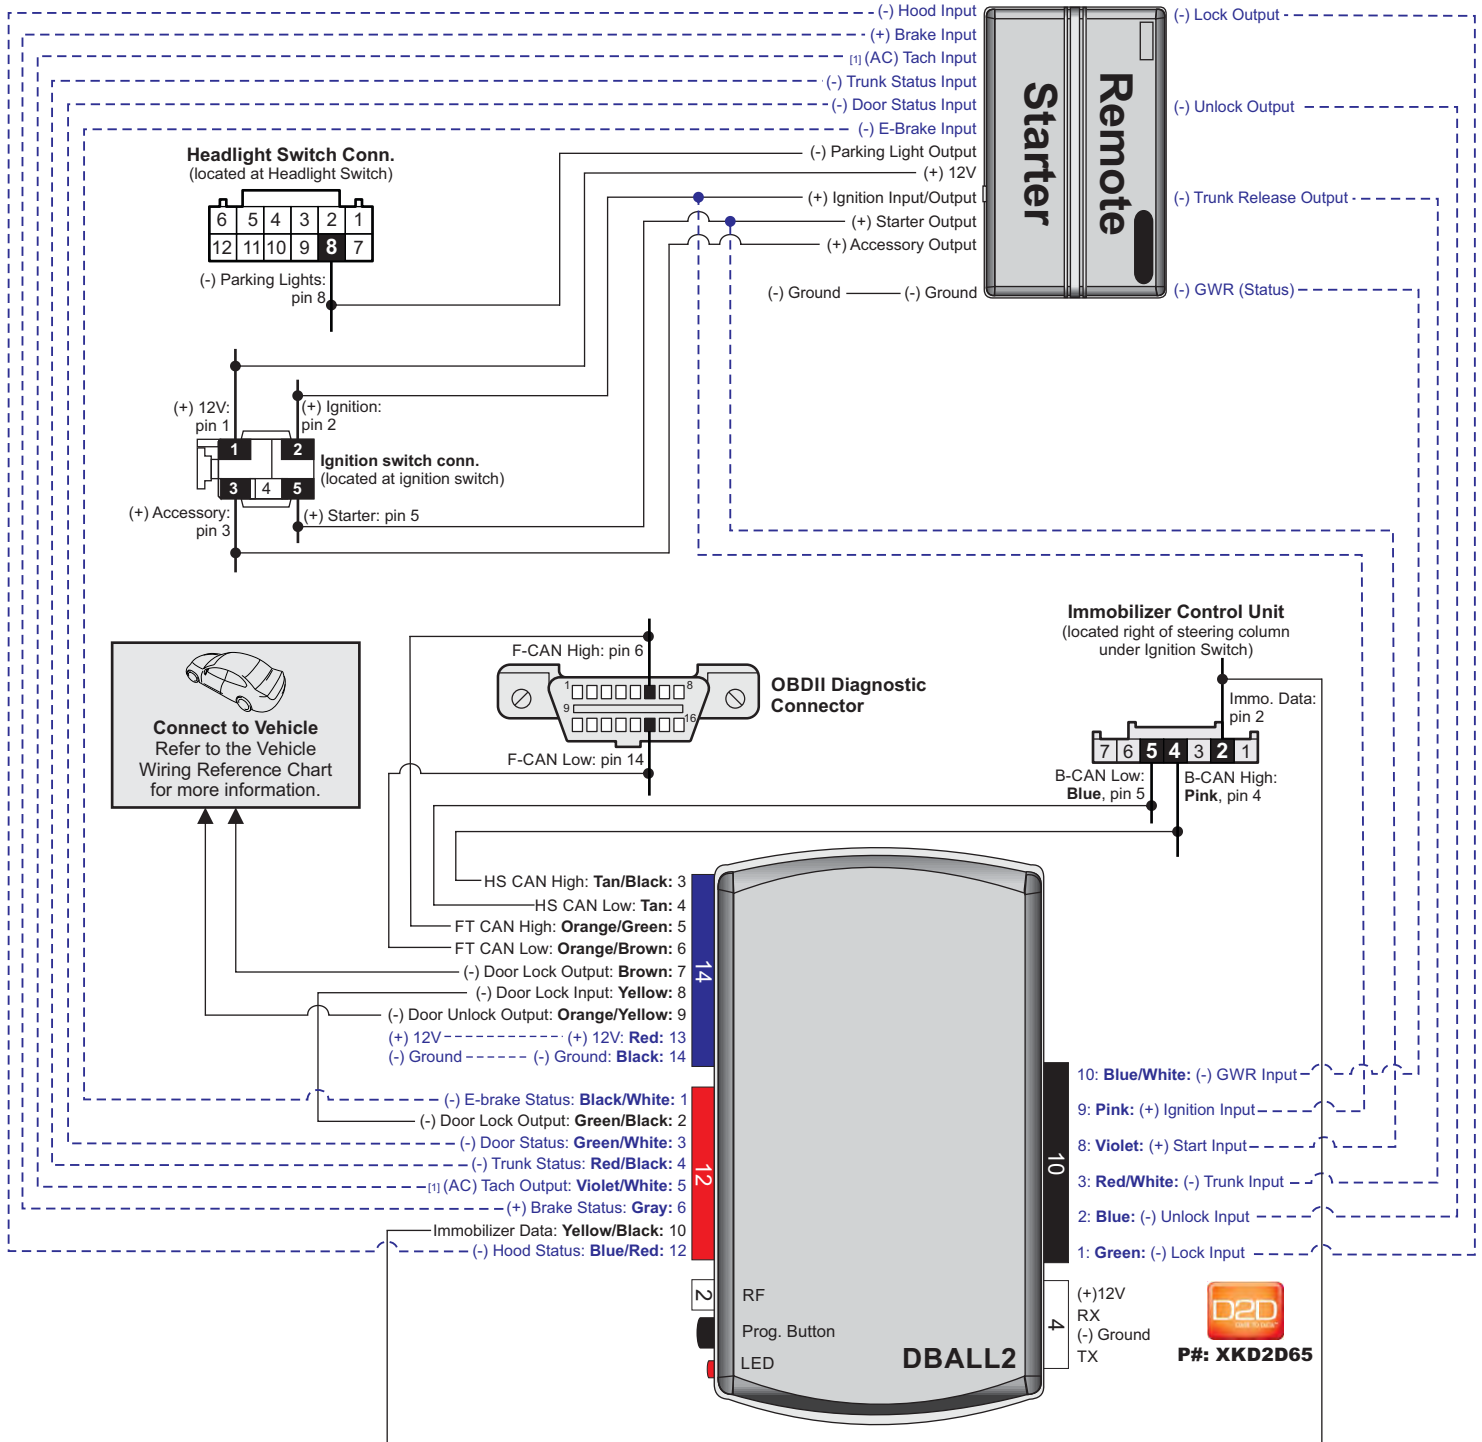 (-) Hood Input
(+) Brake Input
[1] (AC) Tach Input
(-) Trunk Status Input
(-) Door Status Input
(-) E-Brake Input
(-) Parking Light Output
(+) 12V
(+) Ignition Input/Output
(+) Starter Output
(+) Accessory Output
(-) Ground (-) Ground
Remote
Starter
(-) Lock Output
(-) Unlock Output
(-) Trunk Release Output
(-) GWR (Status)
Headlight Switch Conn.
(located at Headlight Switch)
6 5 4 3 2 1
12 11 10 9 8 7
(-) Parking Lights:
pin 8
(+) 12V:
pin 1
(+) Ignition:
pin 2
1 2
3 4 5
Ignition switch conn.
(located at ignition switch)
(+) Accessory:
pin 3
(+) Starter: pin 5
Connect to Vehicle
Refer to the Vehicle
Wiring Reference Chart
for more information.
F-CAN High: pin 6
1 8
9 16
OBDII Diagnostic
Connector
F-CAN Low: pin 14
Immobilizer Control Unit
(located right of steering column
under Ignition Switch)
Immo. Data:
pin 2
7 6 5 4 3 2 1
B-CAN Low:
Blue, pin 5
B-CAN High:
Pink, pin 4
HS CAN High: Tan/Black: 3
HS CAN Low: Tan: 4
FT CAN High: Orange/Green: 5
FT CAN Low: Orange/Brown: 6
(-) Door Lock Output: Brown: 7
(-) Door Lock Input: Yellow: 8
(-) Door Unlock Output: Orange/Yellow: 9
(+) 12V (+) 12V: Red: 13
(-) Ground (-) Ground: Black: 14
14
(-) E-brake Status: Black/White: 1
(-) Door Lock Output: Green/Black: 2
(-) Door Status: Green/White: 3
(-) Trunk Status: Red/Black: 4
[1] (AC) Tach Output: Violet/White: 5
(+) Brake Status: Gray: 6
Immobilizer Data: Yellow/Black: 10
(-) Hood Status: Blue/Red: 12
12
10: Blue/White: (-) GWR Input
9: Pink: (+) Ignition Input
8: Violet: (+) Start Input
3: Red/White: (-) Trunk Input
2: Blue: (-) Unlock Input
1: Green: (-) Lock Input
10
2
RF
Prog. Button
LED
DBALL2
4
(+)12V
RX
(-) Ground
TX
D2D
P#: XKD2D65